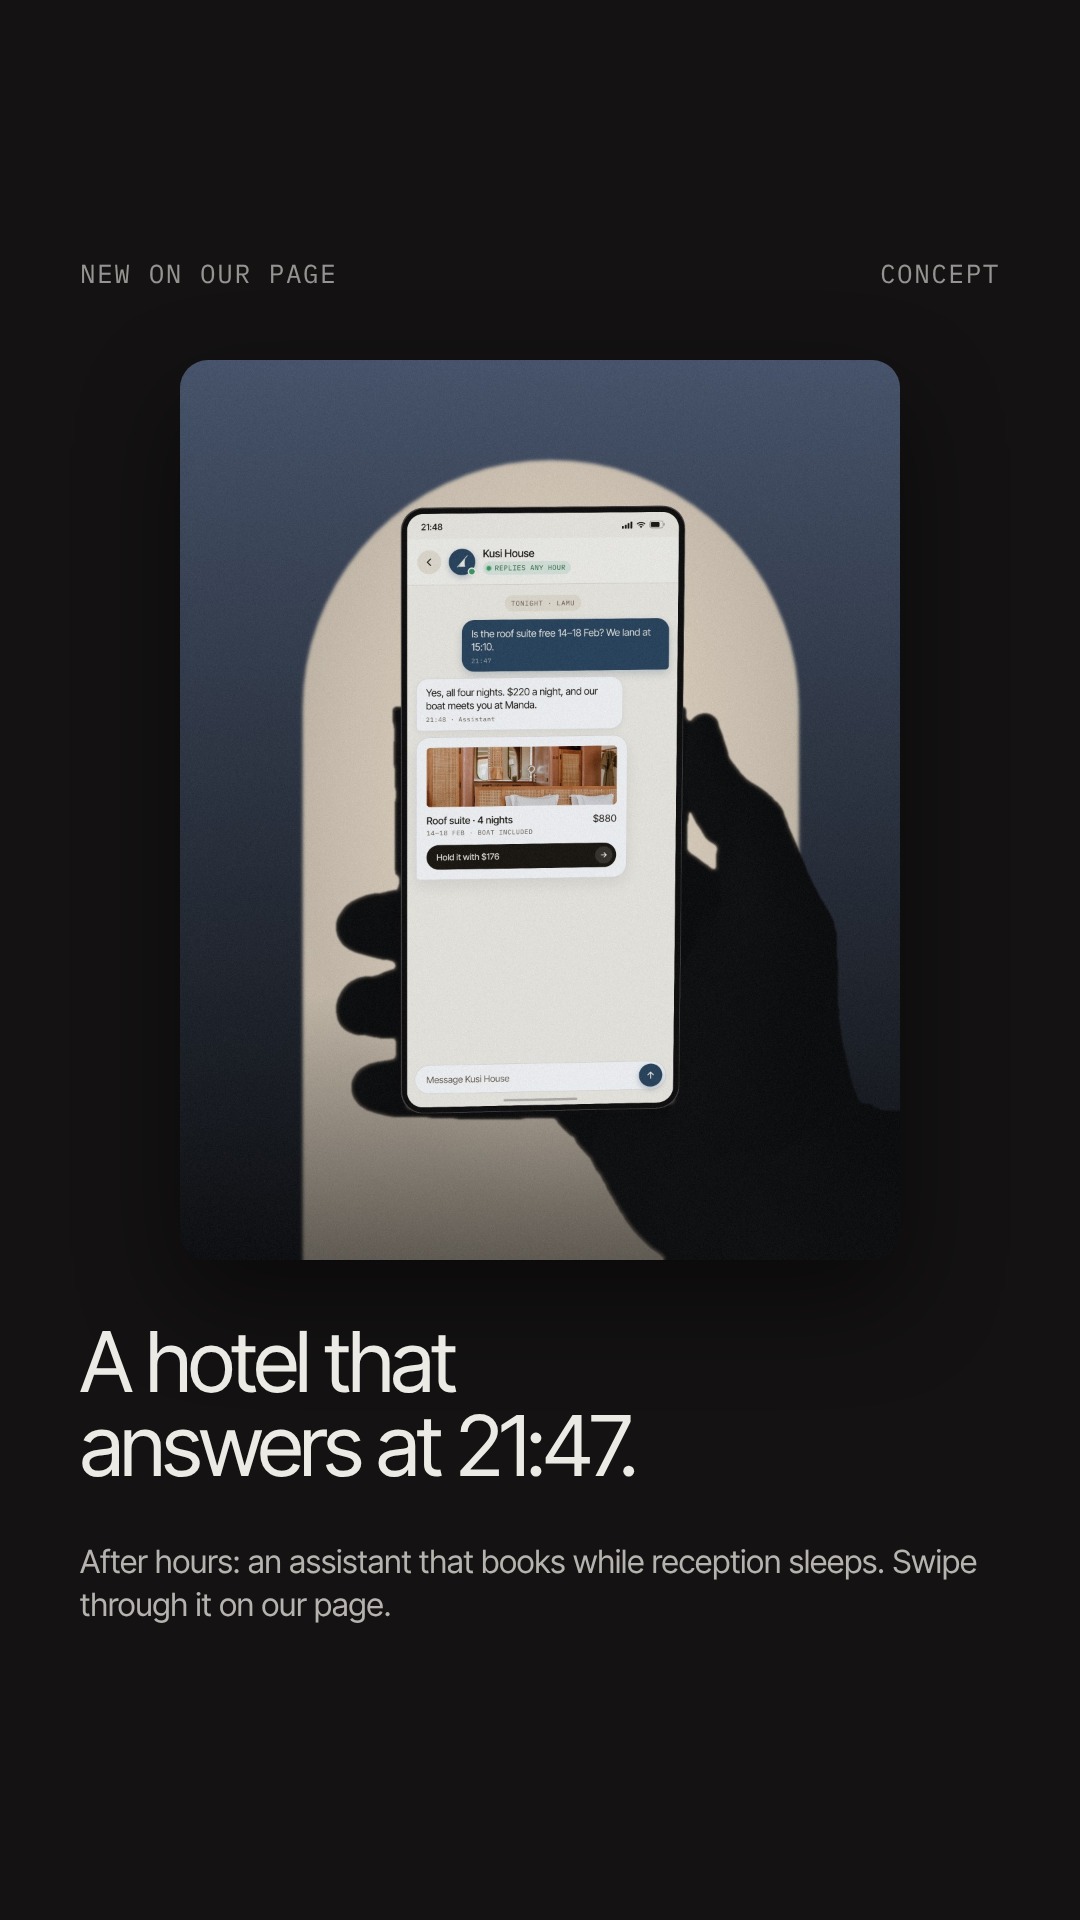 NEW ON OUR PAGE
CONCEPT
21:48
Kusi House
REPLIES ANY HOUR
TONIGHT · LAMU
Is the roof suite free 14–18 Feb? We land at
15:10.
21:47
Yes, all four nights. $220 a night, and our
boat meets you at Manda.
21:48 · Assistant
Roof suite · 4 nights
$880
14–18 FEB · BOAT INCLUDED
Hold it with $176
Message Kusi House
A hotel that
answers at 21:47.
After hours: an assistant that books while reception sleeps. Swipe
through it on our page.